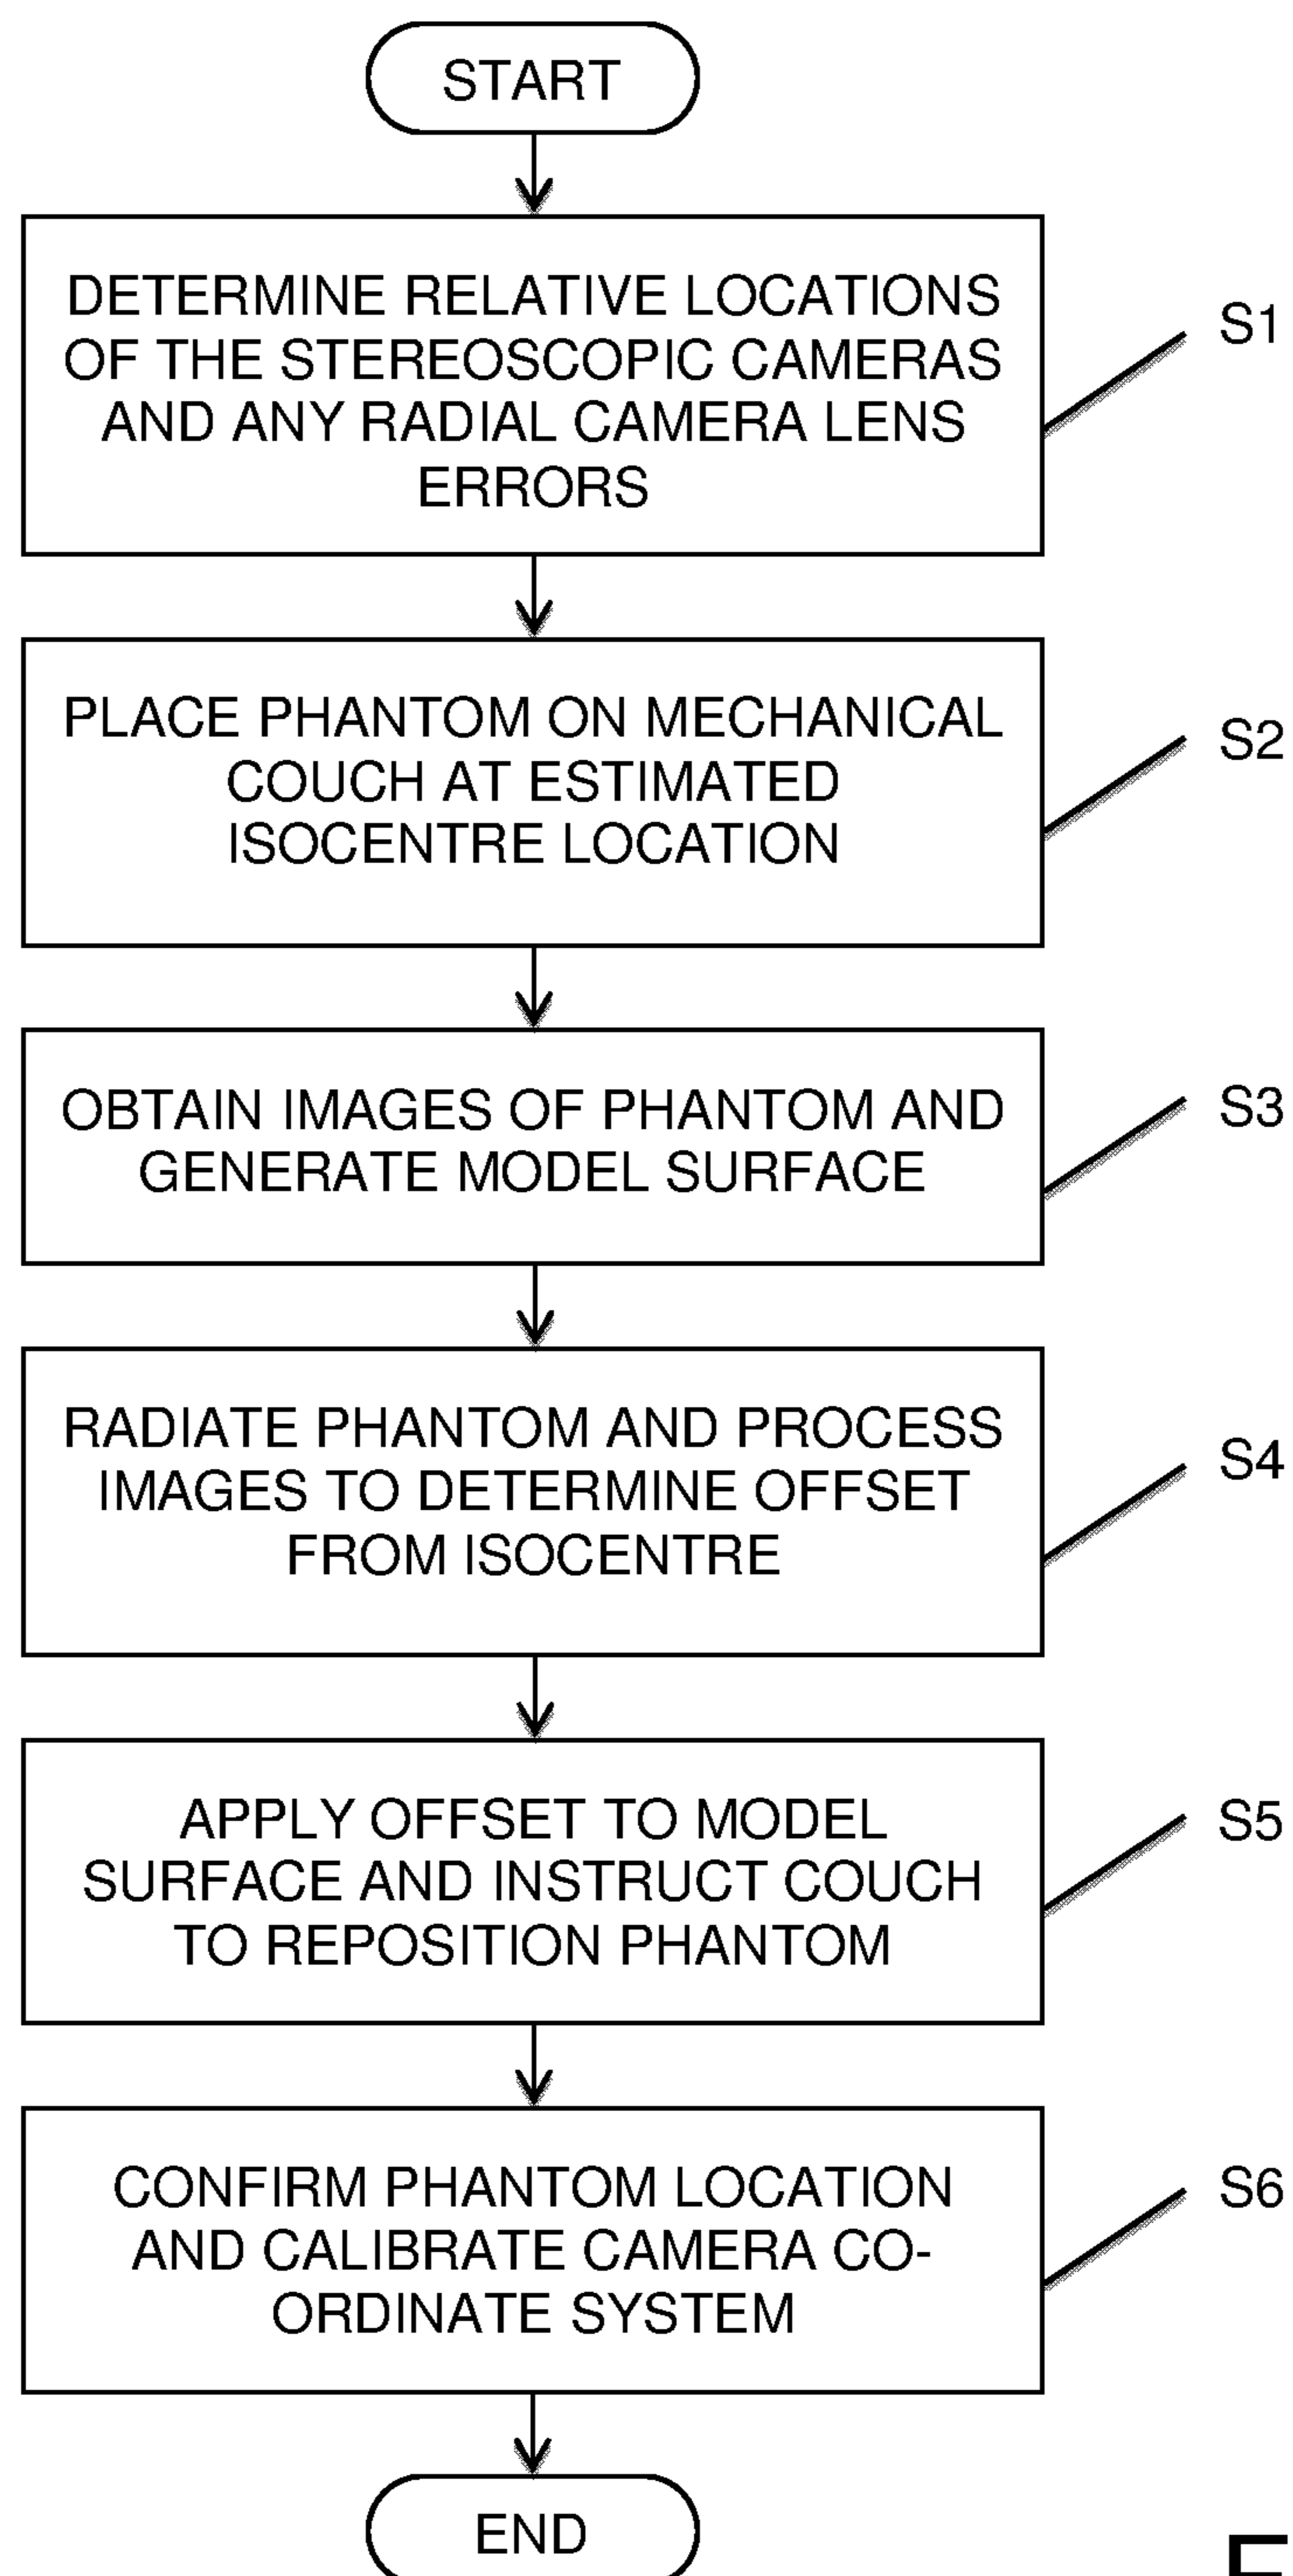 START
DETERMINE RELATIVE LOCATIONS
OF THE STEREOSCOPIC CAMERAS
AND ANY RADIAL CAMERA LENS
ERRORS
S1
PLACE PHANTOM ON MECHANICAL
COUCH AT ESTIMATED
ISOCENTRE LOCATION
S2
OBTAIN IMAGES OF PHANTOM AND
GENERATE MODEL SURFACE
S3
RADIATE PHANTOM AND PROCESS
IMAGES TO DETERMINE OFFSET
FROM ISOCENTRE
S4
APPLY OFFSET TO MODEL
SURFACE AND INSTRUCT COUCH
TO REPOSITION PHANTOM
S5
CONFIRM PHANTOM LOCATION
AND CALIBRATE CAMERA CO-
ORDINATE SYSTEM
S6
END